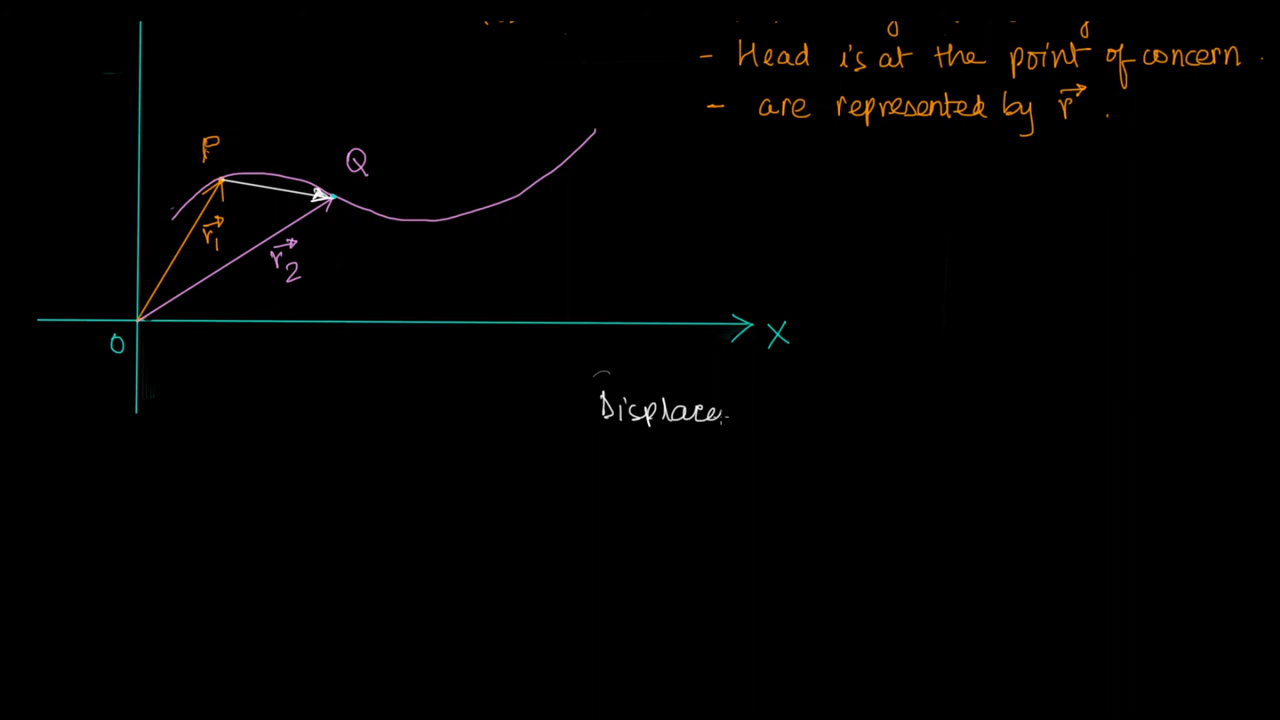 - Head is at the point of concern.
- are represented by r⃗.
P
Q
r⃗₁
r⃗₂
O
X
Displace